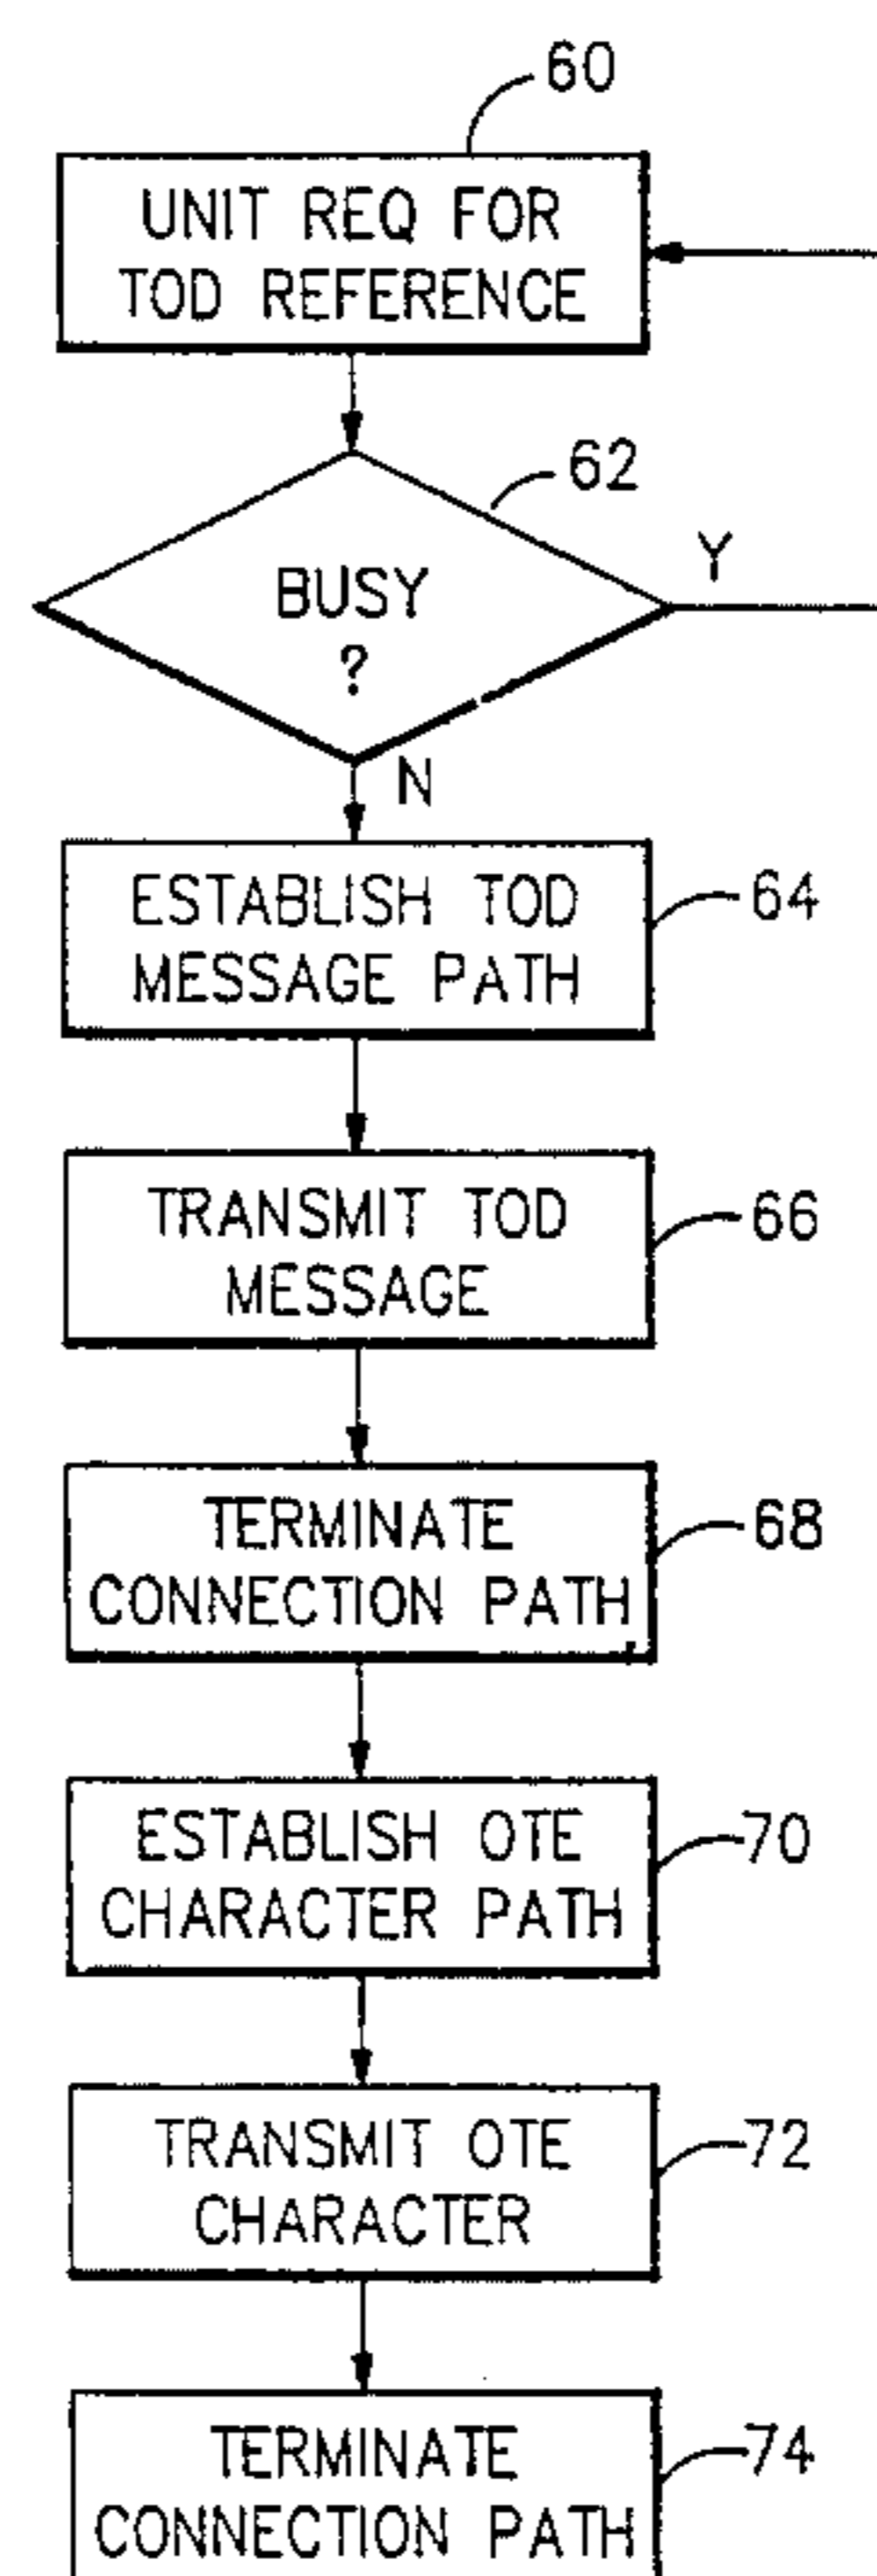 60
UNIT REQ FOR
TOD REFERENCE
62
BUSY
?
Y
N
ESTABLISH TOD
MESSAGE PATH
64
TRANSMIT TOD
MESSAGE
66
TERMINATE
CONNECTION PATH
68
ESTABLISH OTE
CHARACTER PATH
70
TRANSMIT OTE
CHARACTER
72
TERMINATE
CONNECTION PATH
74